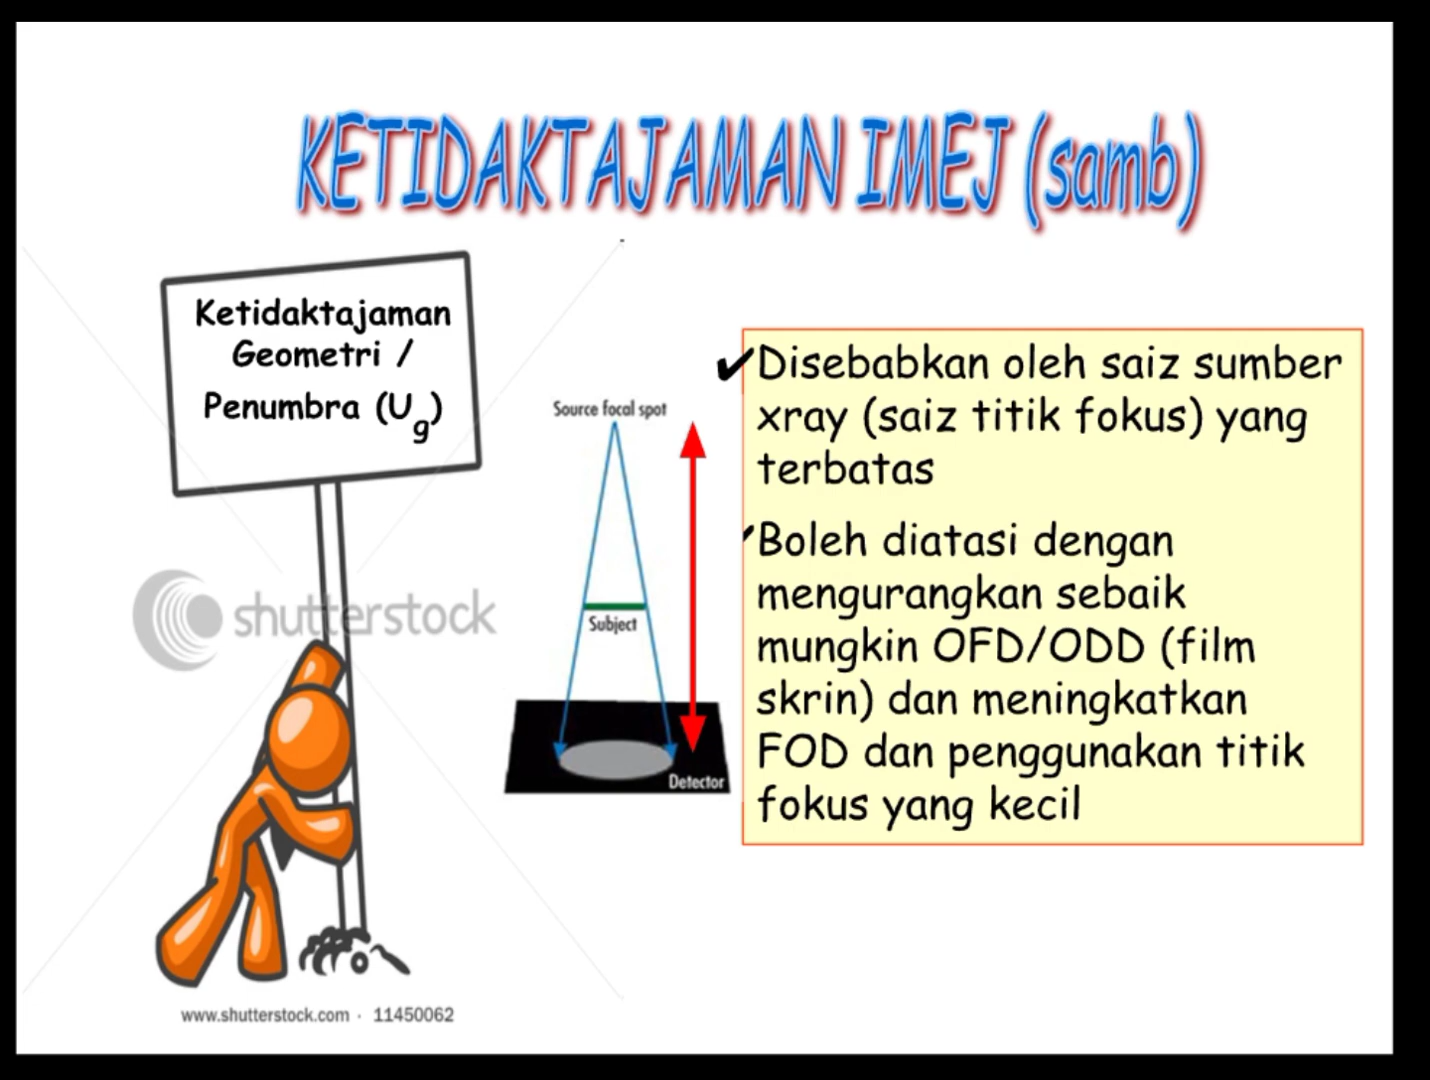 KETIDAKTAJAMAN IMEJ (samb)
Ketidaktajaman
Geometri /
Penumbra (Ug)
Source focal spot
Subject
Detector
✔Disebabkan oleh saiz sumber
xray (saiz titik fokus) yang
terbatas
✔Boleh diatasi dengan
mengurangkan sebaik
mungkin OFD/ODD (film
skrin) dan meningkatkan
FOD dan penggunakan titik
fokus yang kecil
shutterstock
www.shutterstock.com · 11450062